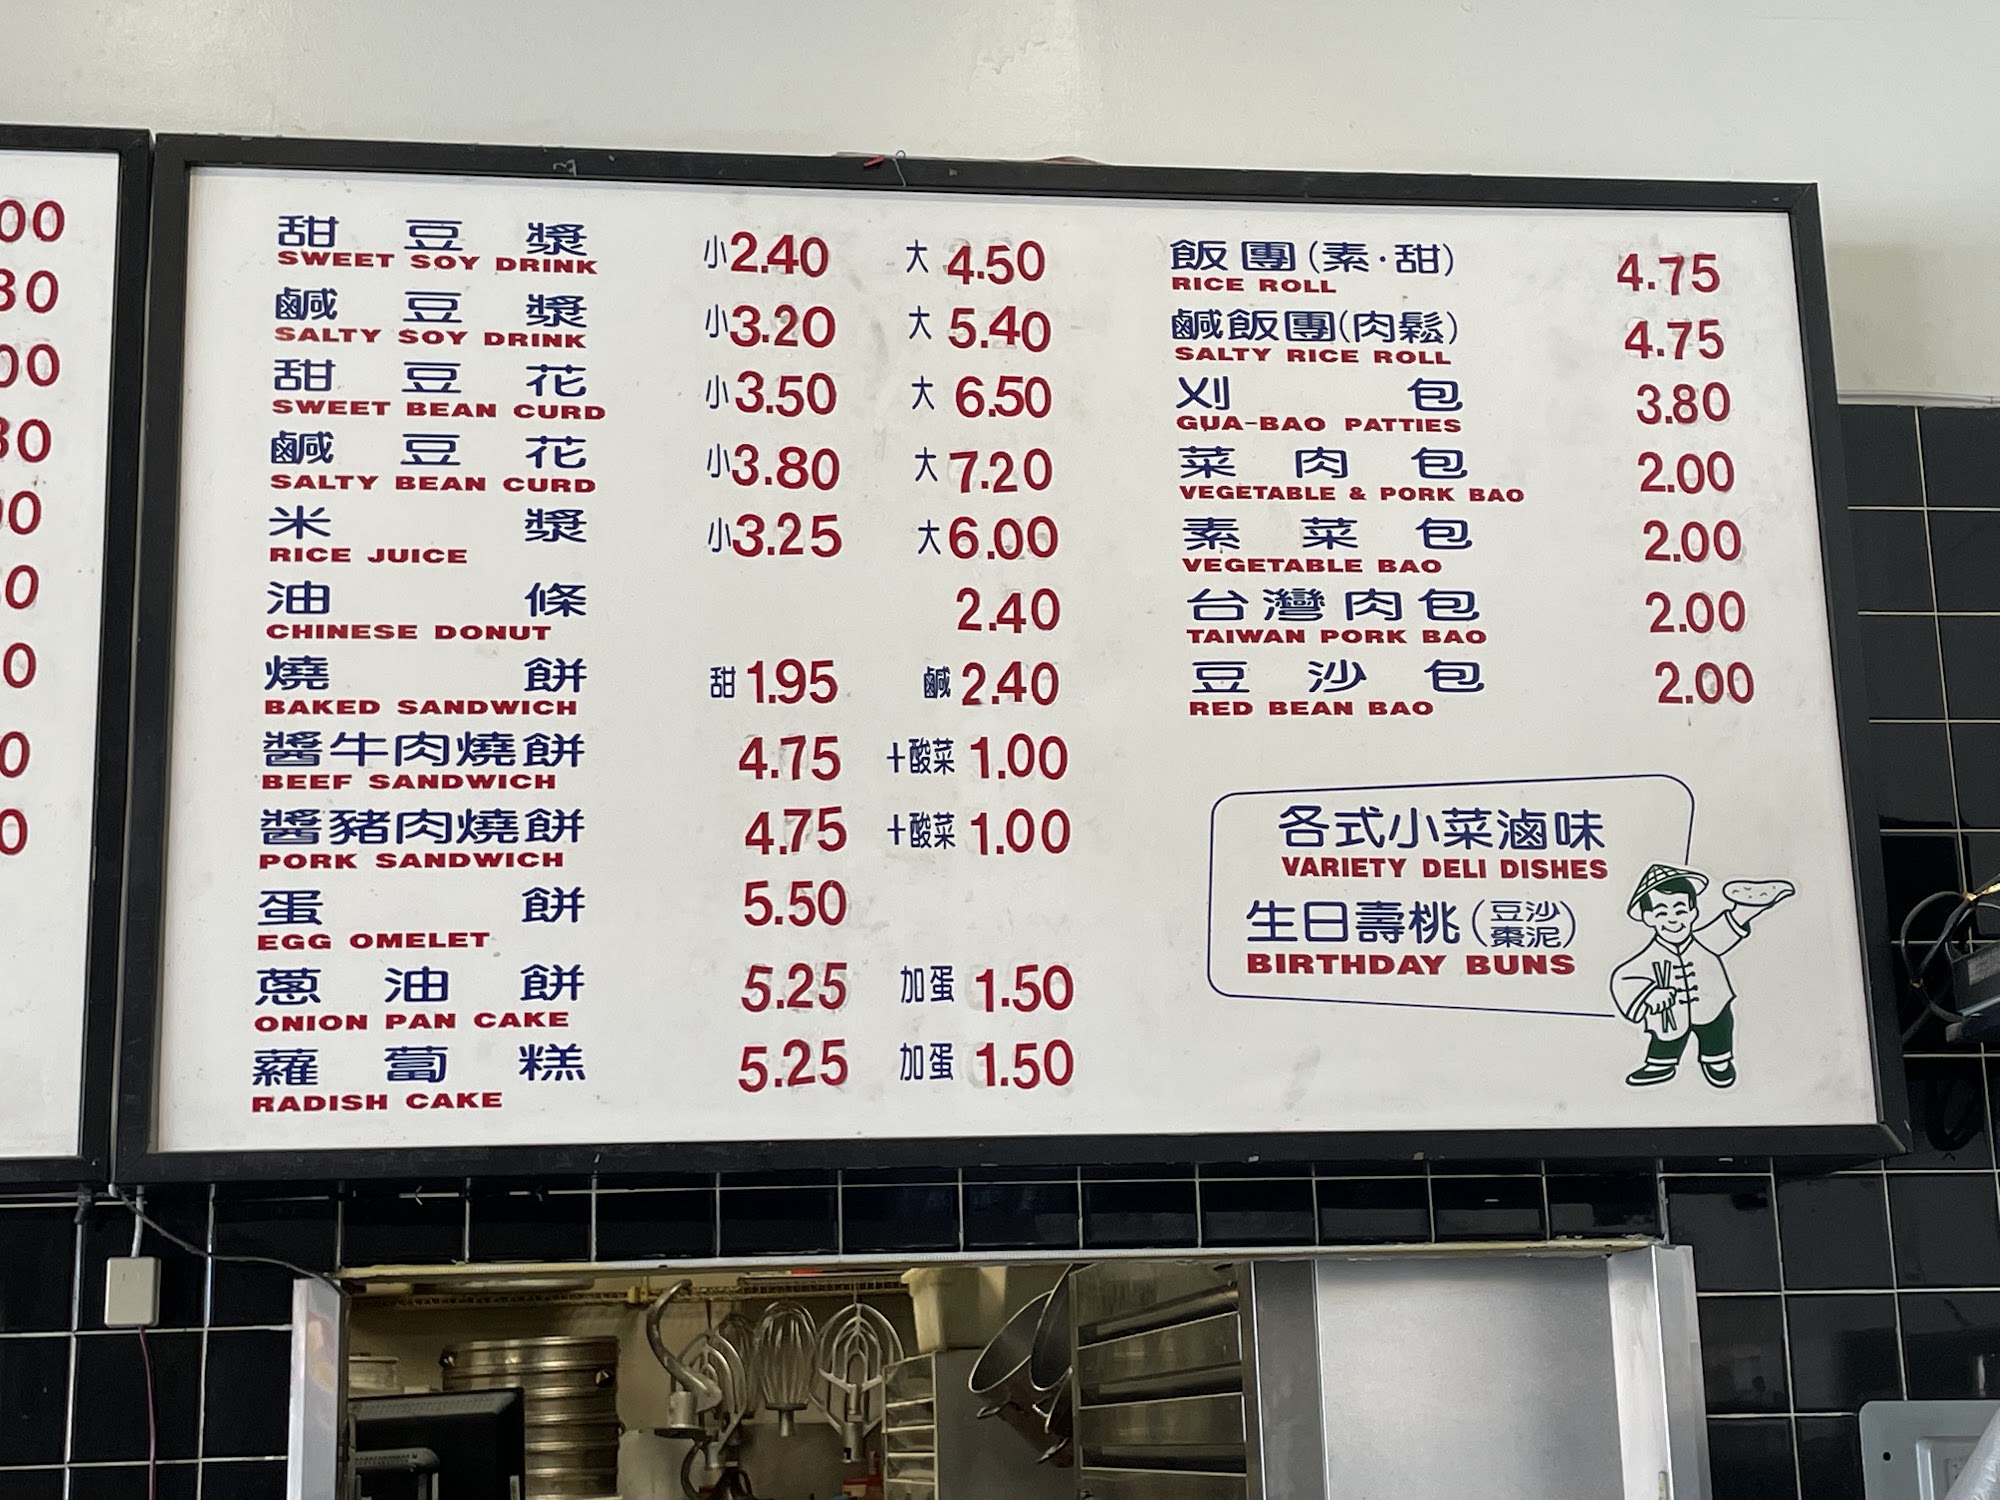 甜豆漿 小2.40 大4.50
SWEET SOY DRINK
鹹豆漿 小3.20 大5.40
SALTY SOY DRINK
甜豆花 小3.50 大6.50
SWEET BEAN CURD
鹹豆花 小3.80 大7.20
SALTY BEAN CURD
米漿 小3.25 大6.00
RICE JUICE
油條 2.40
CHINESE DONUT
燒餅 甜1.95 鹹2.40
BAKED SANDWICH
醬牛肉燒餅 4.75 +酸菜 1.00
BEEF SANDWICH
醬豬肉燒餅 4.75 +酸菜 1.00
PORK SANDWICH
蛋餅 5.50
EGG OMELET
蔥油餅 5.25 加蛋 1.50
ONION PAN CAKE
蘿蔔糕 5.25 加蛋 1.50
RADISH CAKE
飯團(素·甜) 4.75
RICE ROLL
鹹飯團(肉鬆) 4.75
SALTY RICE ROLL
刈包 3.80
GUA-BAO PATTIES
菜肉包 2.00
VEGETABLE & PORK BAO
素菜包 2.00
VEGETABLE BAO
台灣肉包 2.00
TAIWAN PORK BAO
豆沙包 2.00
RED BEAN BAO
各式小菜滷味
VARIETY DELI DISHES
生日壽桃(豆沙 棗泥)
BIRTHDAY BUNS